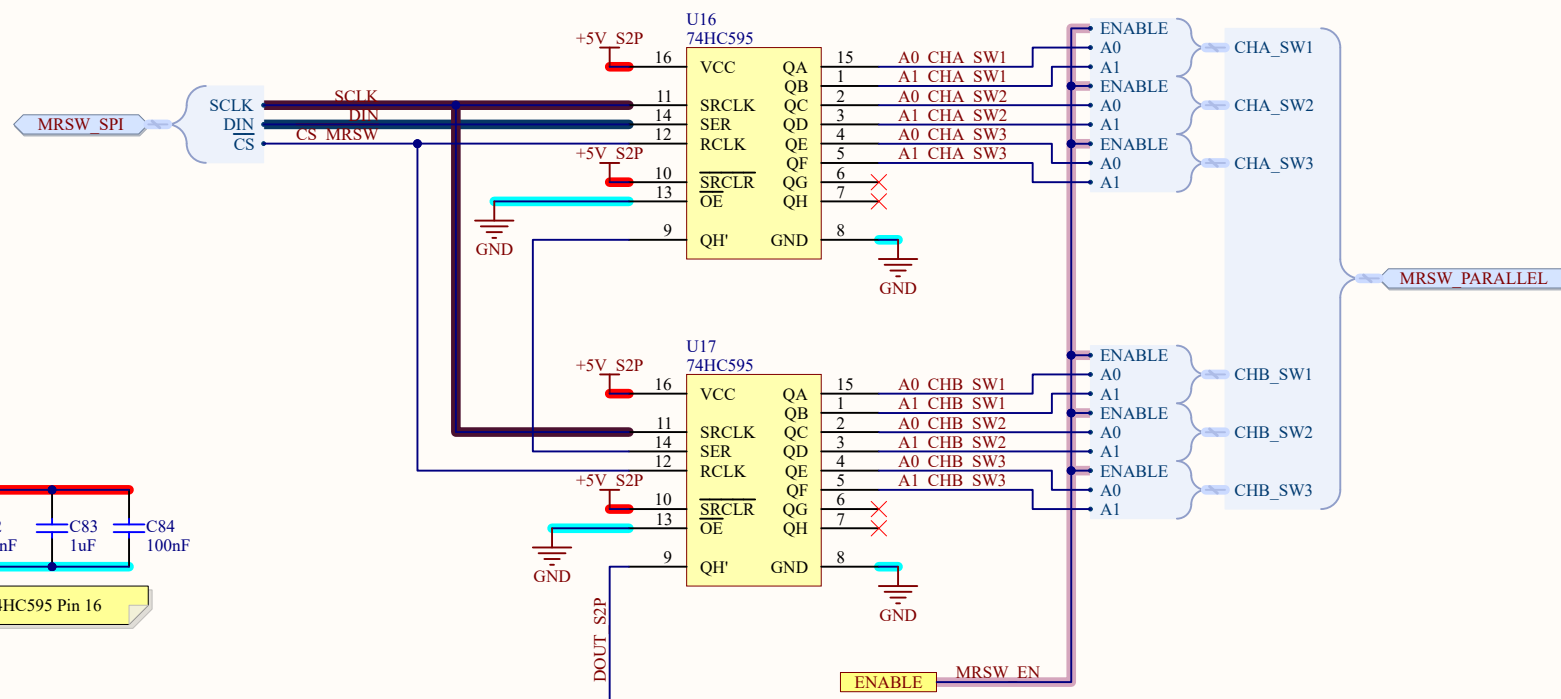 U16
74HC595
+5V_S2P
16 VCC
11 SRCLK
14 SER
12 RCLK
+5V_S2P
10 SRCLR
13 OE
GND
9 QH'
QA 15 A0_CHA_SW1
QB 1 A1_CHA_SW1
QC 2 A0_CHA_SW2
QD 3 A1_CHA_SW2
QE 4 A0_CHA_SW3
QF 5 A1_CHA_SW3
QG 6
QH 7
GND 8
GND
MRSW_SPI
SCLK SCLK
DIN DIN
CS CS_MRSW
ENABLE
A0
A1
CHA_SW1
ENABLE
A0
A1
CHA_SW2
ENABLE
A0
A1
CHA_SW3
MRSW_PARALLEL
U17
74HC595
+5V_S2P
16 VCC
11 SRCLK
14 SER
12 RCLK
+5V_S2P
10 SRCLR
13 OE
GND
9 QH'
QA 15 A0_CHB_SW1
QB 1 A1_CHB_SW1
QC 2 A0_CHB_SW2
QD 3 A1_CHB_SW2
QE 4 A0_CHB_SW3
QF 5 A1_CHB_SW3
QG 6
QH 7
GND 8
GND
ENABLE
A0
A1
CHB_SW1
ENABLE
A0
A1
CHB_SW2
ENABLE
A0
A1
CHB_SW3
C83
1uF
C84
100nF
4HC595 Pin 16
DOUT_S2P
ENABLE MRSW_EN